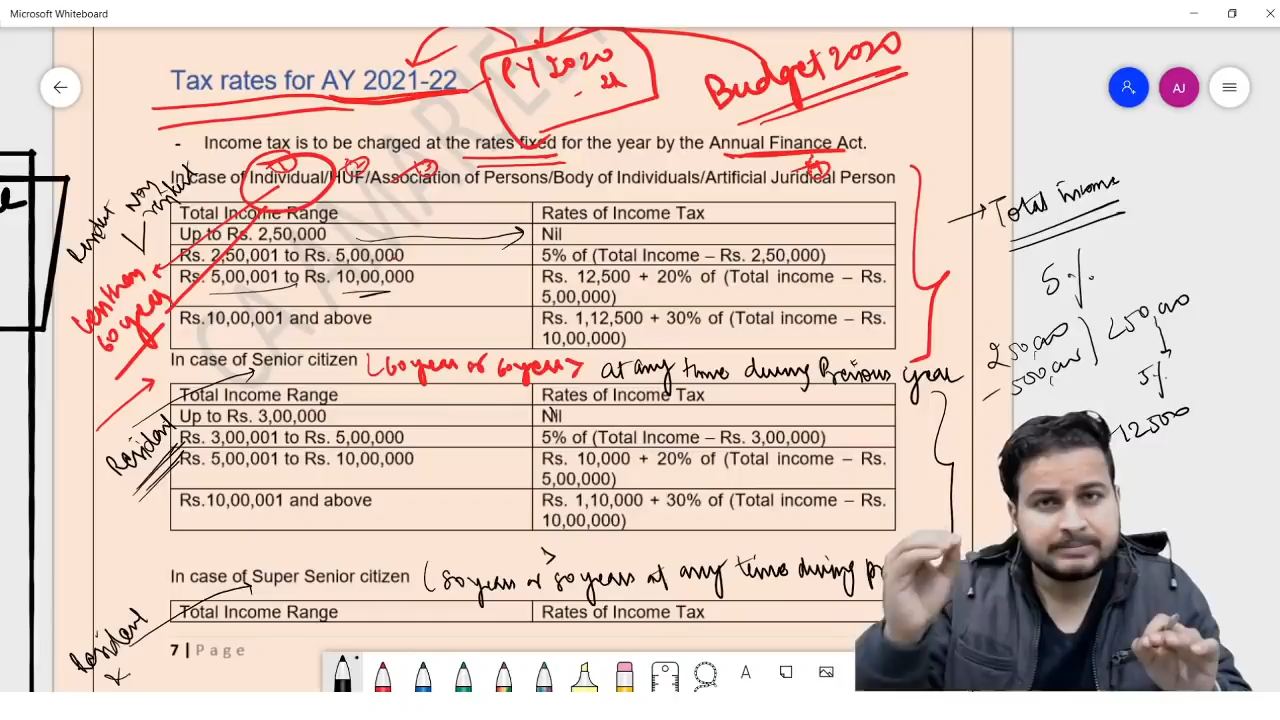 Microsoft Whiteboard
Tax rates for AY 2021-22
PY 2020
- 21
Budget 2020
AJ
- Income tax is to be charged at the rates fixed for the year by the Annual Finance Act.
In case of Individual/HUF/Association of Persons/Body of Individuals/Artificial Juridical Person
Total Income Range Rates of Income Tax
Up to Rs. 2,50,000 Nil
Rs. 2,50,001 to Rs. 5,00,000 5% of (Total Income – Rs. 2,50,000)
Rs. 5,00,001 to Rs. 10,00,000 Rs. 12,500 + 20% of (Total income – Rs.
5,00,000)
Rs.10,00,001 and above Rs. 1,12,500 + 30% of (Total income – Rs.
10,00,000)
Resident
Non
resident
Less than
60 years
Total income
5%
250,000
- 500,000
250,000
5%
12500
In case of Senior citizen (60 years or 60 years > at any time during Previous year
Total Income Range Rates of Income Tax
Up to Rs. 3,00,000 Nil
Rs. 3,00,001 to Rs. 5,00,000 5% of (Total Income – Rs. 3,00,000)
Rs. 5,00,001 to Rs. 10,00,000 Rs. 10,000 + 20% of (Total income – Rs.
5,00,000)
Rs.10,00,001 and above Rs. 1,10,000 + 30% of (Total income – Rs.
10,00,000)
Resident
In case of Super Senior citizen (80 years or > 80 years at any time during
Total Income Range Rates of Income Tax
Resident
7 | Page
A